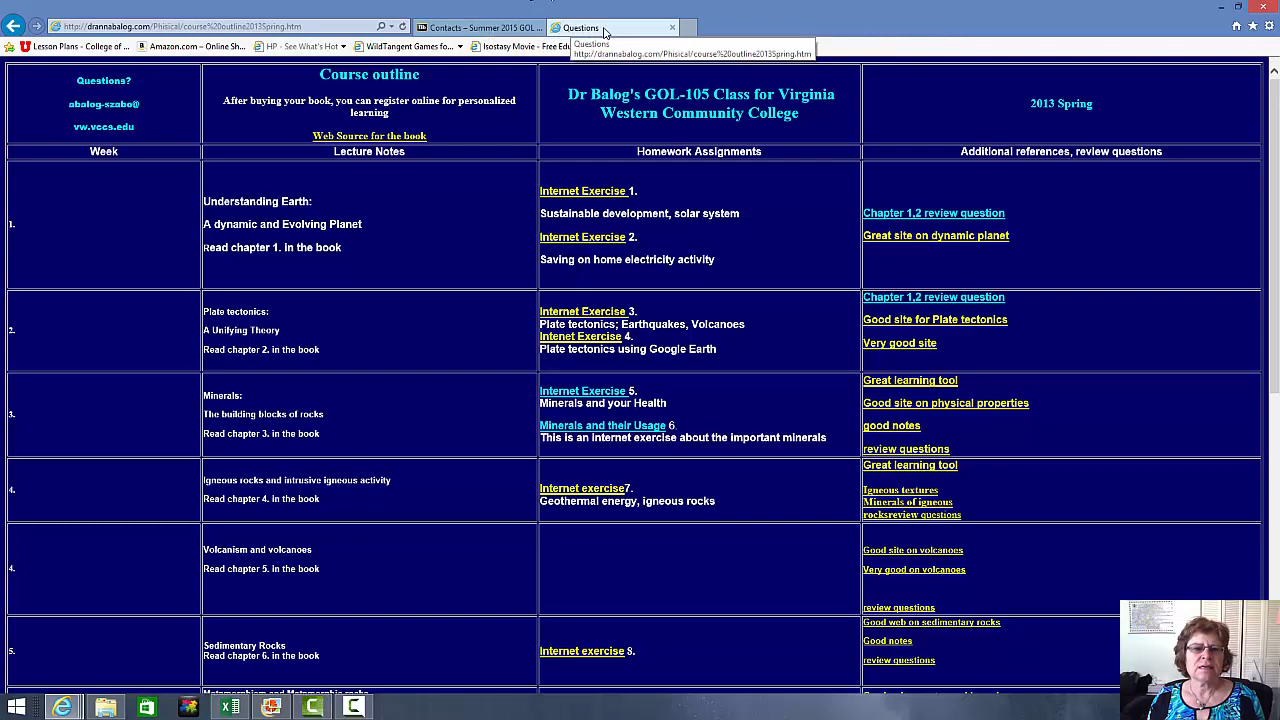 http://drannabalog.com/Phisical/course%20outline2013Spring.htm
Contacts – Summer 2015 GOL ...
Questions
Lesson Plans - College of ...
Amazon.com – Online Sh...
HP - See What's Hot
WildTangent Games fo...
Isostasy Movie - Free Edu
Questions
http://drannabalog.com/Phisical/course%20outline2013Spring.htm
Questions?
abalog-szabo@
vw.vccs.edu
Course outline
After buying your book, you can register online for personalized
learning
Web Source for the book
Dr Balog's GOL-105 Class for Virginia
Western Community College
2013 Spring
Week
Lecture Notes
Homework Assignments
Additional references, review questions
1.
Understanding Earth:
A dynamic and Evolving Planet
Read chapter 1. in the book
Internet Exercise 1.
Sustainable development, solar system
Internet Exercise 2.
Saving on home electricity activity
Chapter 1,2 review question
Great site on dynamic planet
2.
Plate tectonics:
A Unifying Theory
Read chapter 2. in the book
Internet Exercise 3.
Plate tectonics; Earthquakes, Volcanoes
Intenet Exercise 4.
Plate tectonics using Google Earth
Chapter 1,2 review question
Good site for Plate tectonics
Very good site
3.
Minerals:
The building blocks of rocks
Read chapter 3. in the book
Internet Exercise 5.
Minerals and your Health
Minerals and their Usage 6.
This is an internet exercise about the important minerals
Great learning tool
Good site on physical properties
good notes
review questions
4.
Igneous rocks and intrusive igneous activity
Read chapter 4. in the book
Internet exercise7.
Geothermal energy, igneous rocks
Great learning tool
Igneous textures
Minerals of igneous
rocksreview questions
4.
Volcanism and volcanoes
Read chapter 5. in the book
Good site on volcanoes
Very good on volcanoes
review questions
5.
Sedimentary Rocks
Read chapter 6. in the book
Internet exercise 8.
Good web on sedimentary rocks
Good notes
review questions
Metamorphism and Metamorphic rocks